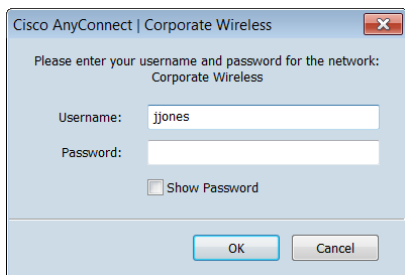 Cisco AnyConnect | Corporate Wireless
Please enter your username and password for the network:
Corporate Wireless
Username: jjones
Password:
Show Password
OK Cancel